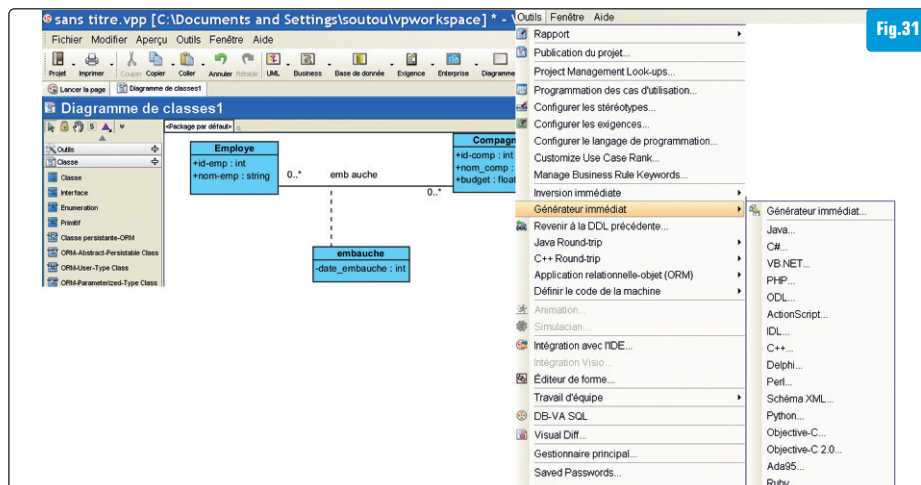 sans titre.vpp [C:\Documents and Settings\soutou\vpworkspace] * -
Fichier Modifier Aperçu Outils Fenêtre Aide
Projet Imprimer Couper Copier Coller Annuler Rétablir UML Business Base de donnée Exigence Enterprise Diagramme
Lancer la page Diagramme de classes1
Diagramme de classes1
<Package par défaut>
Outils
Classe
Classe
Interface
Enumeration
Primitif
Classe persistante-ORM
ORM-Abstract-Persistable Class
ORM-User-Type Class
ORM-Parameterized-Type Class
Employe
+id-emp : int
+nom-emp : string
0..*
emb auche
0..*
Compagn
+id-comp : int
+nom_comp :
+budget : float
embauche
-date_embauche : int
Outils Fenêtre Aide
Rapport
Publication du projet...
Project Management Look-ups...
Programmation des cas d'utilisation...
Configurer les stéréotypes...
Configurer les exigences...
Configurer le langage de programmation...
Customize Use Case Rank...
Manage Business Rule Keywords...
Inversion immédiate
Générateur immédiat
Revenir à la DDL précédente...
Java Round-trip
C++ Round-trip
Application relationnelle-objet (ORM)
Définir le code de la machine
Animation...
Simulacian...
Intégration avec l'IDE...
Intégration Visio...
Éditeur de forme...
Travail d'équipe
DB-VA SQL
Visual Diff...
Gestionnaire principal...
Saved Passwords...
Générateur immédiat...
Java...
C#...
VB.NET...
PHP...
ODL...
ActionScript...
IDL...
C++...
Delphi...
Perl...
Schéma XML...
Python...
Objective-C...
Objective-C 2.0...
Ada95...
Ruby
Fig.31